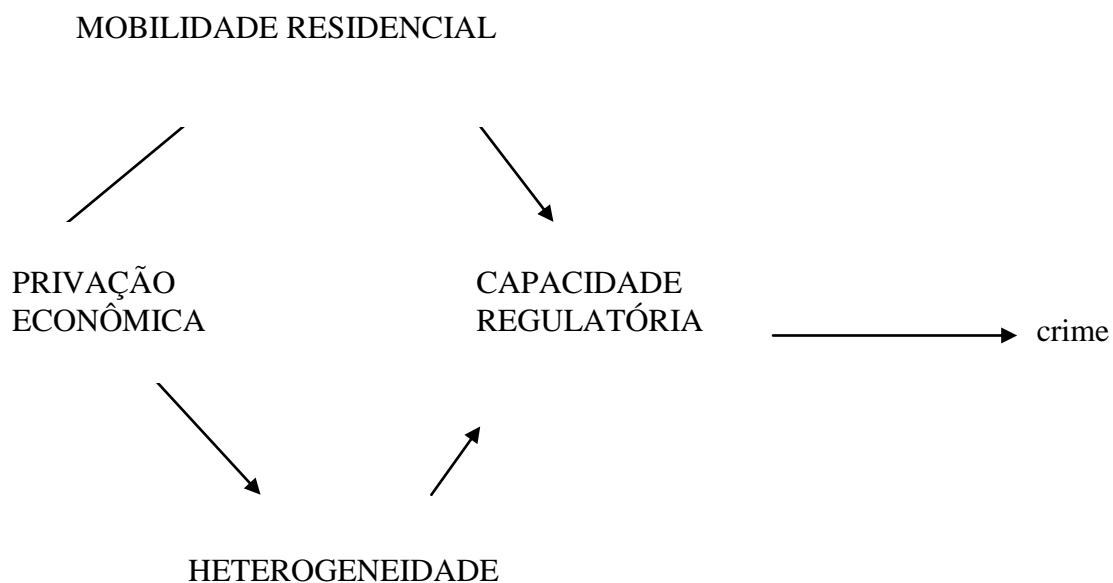 MOBILIDADE RESIDENCIAL
PRIVAÇÃO
ECONÔMICA
CAPACIDADE
REGULATÓRIA
crime
HETEROGENEIDADE